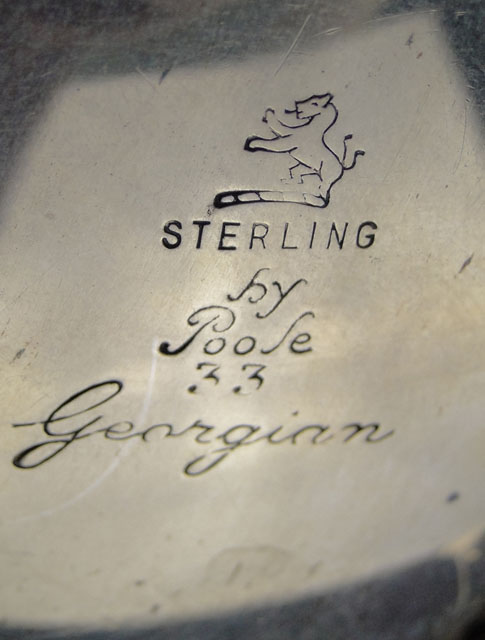 STERLING
by
Poole
33
Georgian